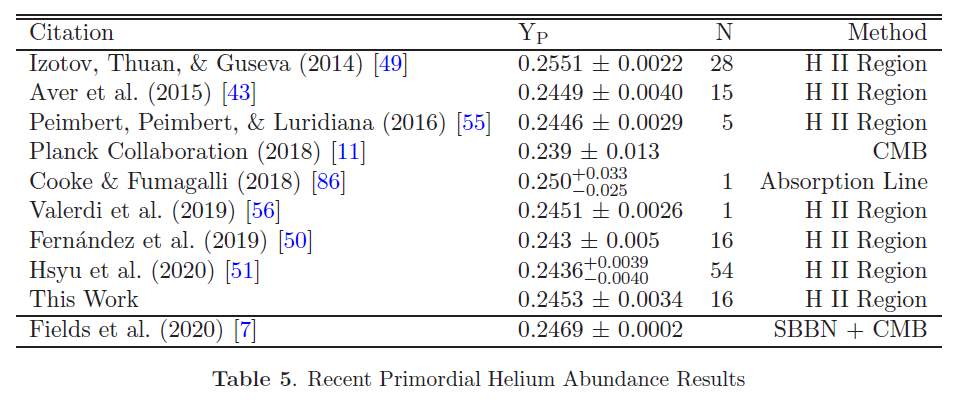 Citation Y_P N Method
Izotov, Thuan, & Guseva (2014) [49] 0.2551 ± 0.0022 28 H II Region
Aver et al. (2015) [43] 0.2449 ± 0.0040 15 H II Region
Peimbert, Peimbert, & Luridiana (2016) [55] 0.2446 ± 0.0029 5 H II Region
Planck Collaboration (2018) [11] 0.239 ± 0.013 CMB
Cooke & Fumagalli (2018) [86] 0.250^{+0.033}_{−0.025} 1 Absorption Line
Valerdi et al. (2019) [56] 0.2451 ± 0.0026 1 H II Region
Fernández et al. (2019) [50] 0.243 ± 0.005 16 H II Region
Hsyu et al. (2020) [51] 0.2436^{+0.0039}_{−0.0040} 54 H II Region
This Work 0.2453 ± 0.0034 16 H II Region
Fields et al. (2020) [7] 0.2469 ± 0.0002 SBBN + CMB
Table 5. Recent Primordial Helium Abundance Results